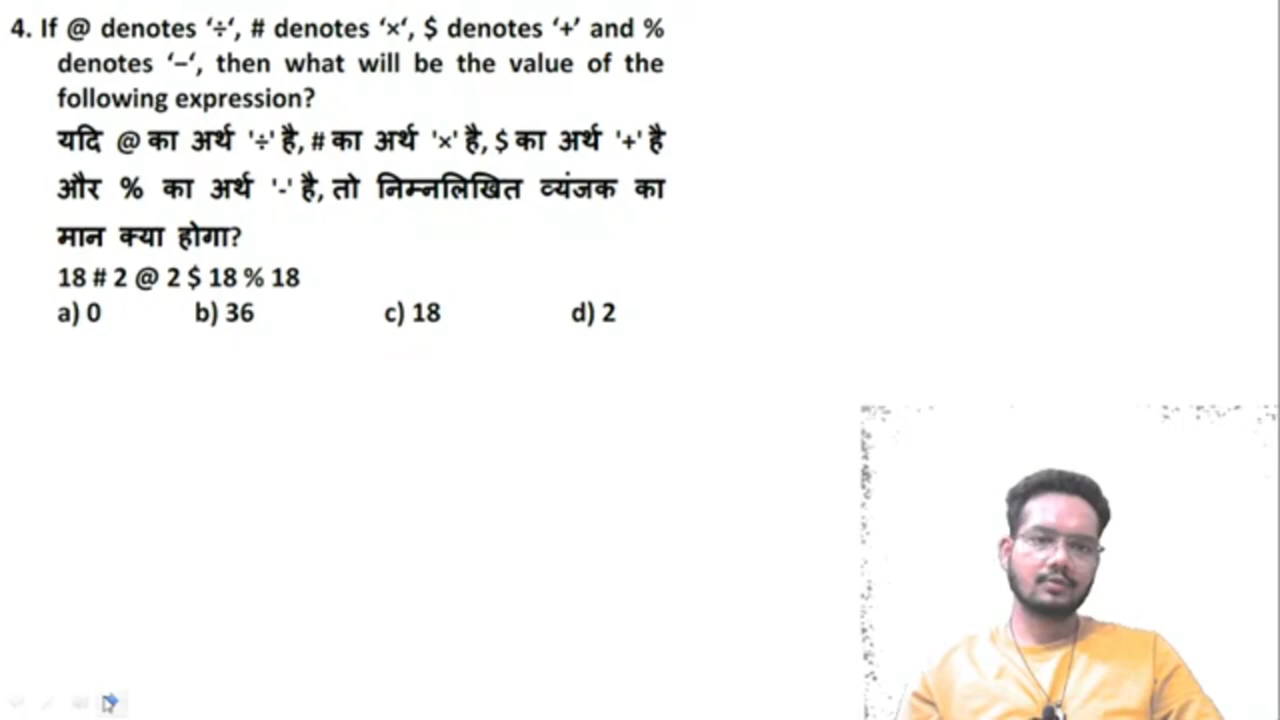 4. If @ denotes ‘÷‘, # denotes ‘×‘, $ denotes ‘+’ and %
denotes ‘–‘, then what will be the value of the
following expression?
यदि @ का अर्थ '÷' है, # का अर्थ '×' है, $ का अर्थ '+' है
और % का अर्थ '-' है, तो निम्नलिखित व्यंजक का
मान क्या होगा?
18 # 2 @ 2 $ 18 % 18
a) 0 b) 36 c) 18 d) 2